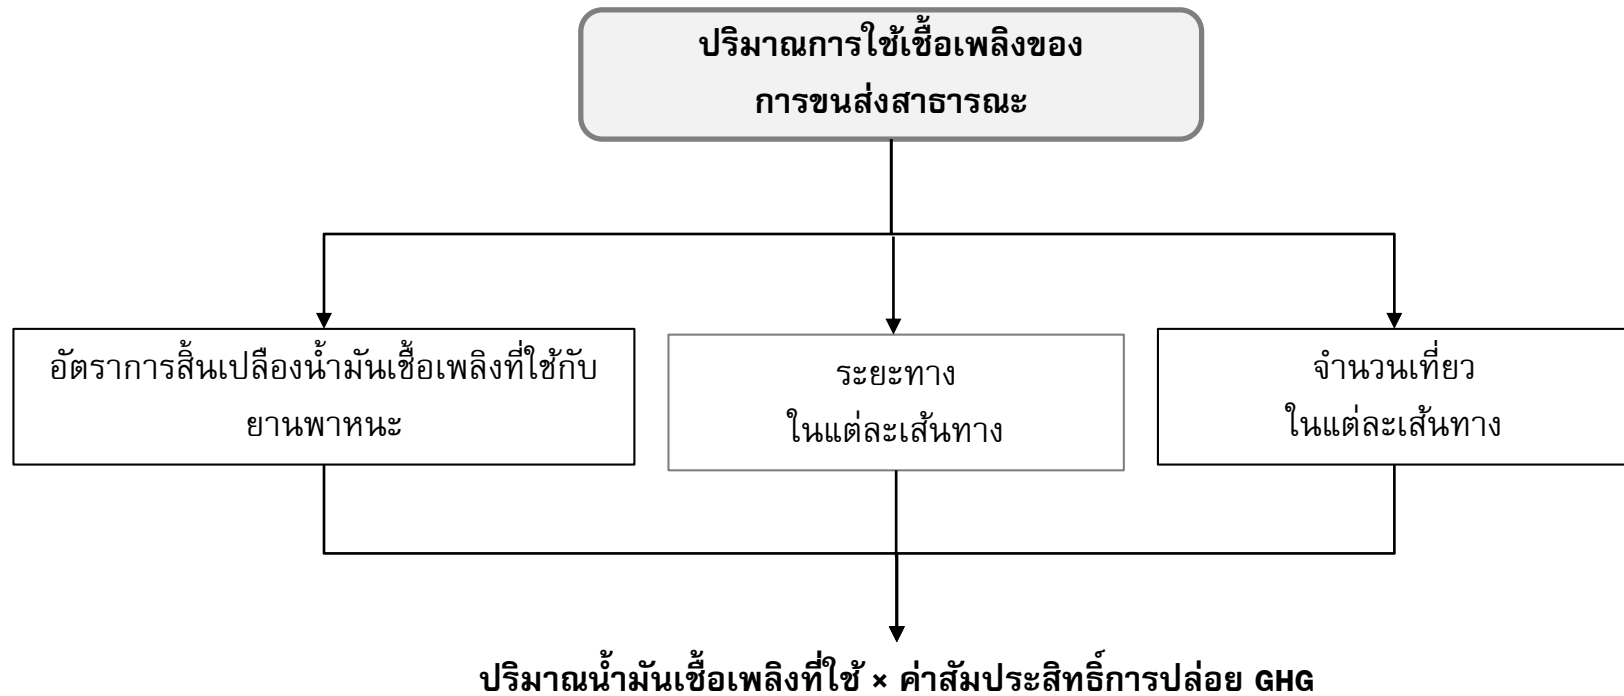 ปริมาณการใช้เชื้อเพลิงของ
การขนส่งสาธารณะ
อัตราการสิ้นเปลืองน้ำมันเชื้อเพลิงที่ใช้กับ
ยานพาหนะ
ระยะทาง
ในแต่ละเส้นทาง
จำนวนเที่ยว
ในแต่ละเส้นทาง
ปริมาณน้ำมันเชื้อเพลิงที่ใช้ × ค่าสัมประสิทธิ์การปล่อย GHG